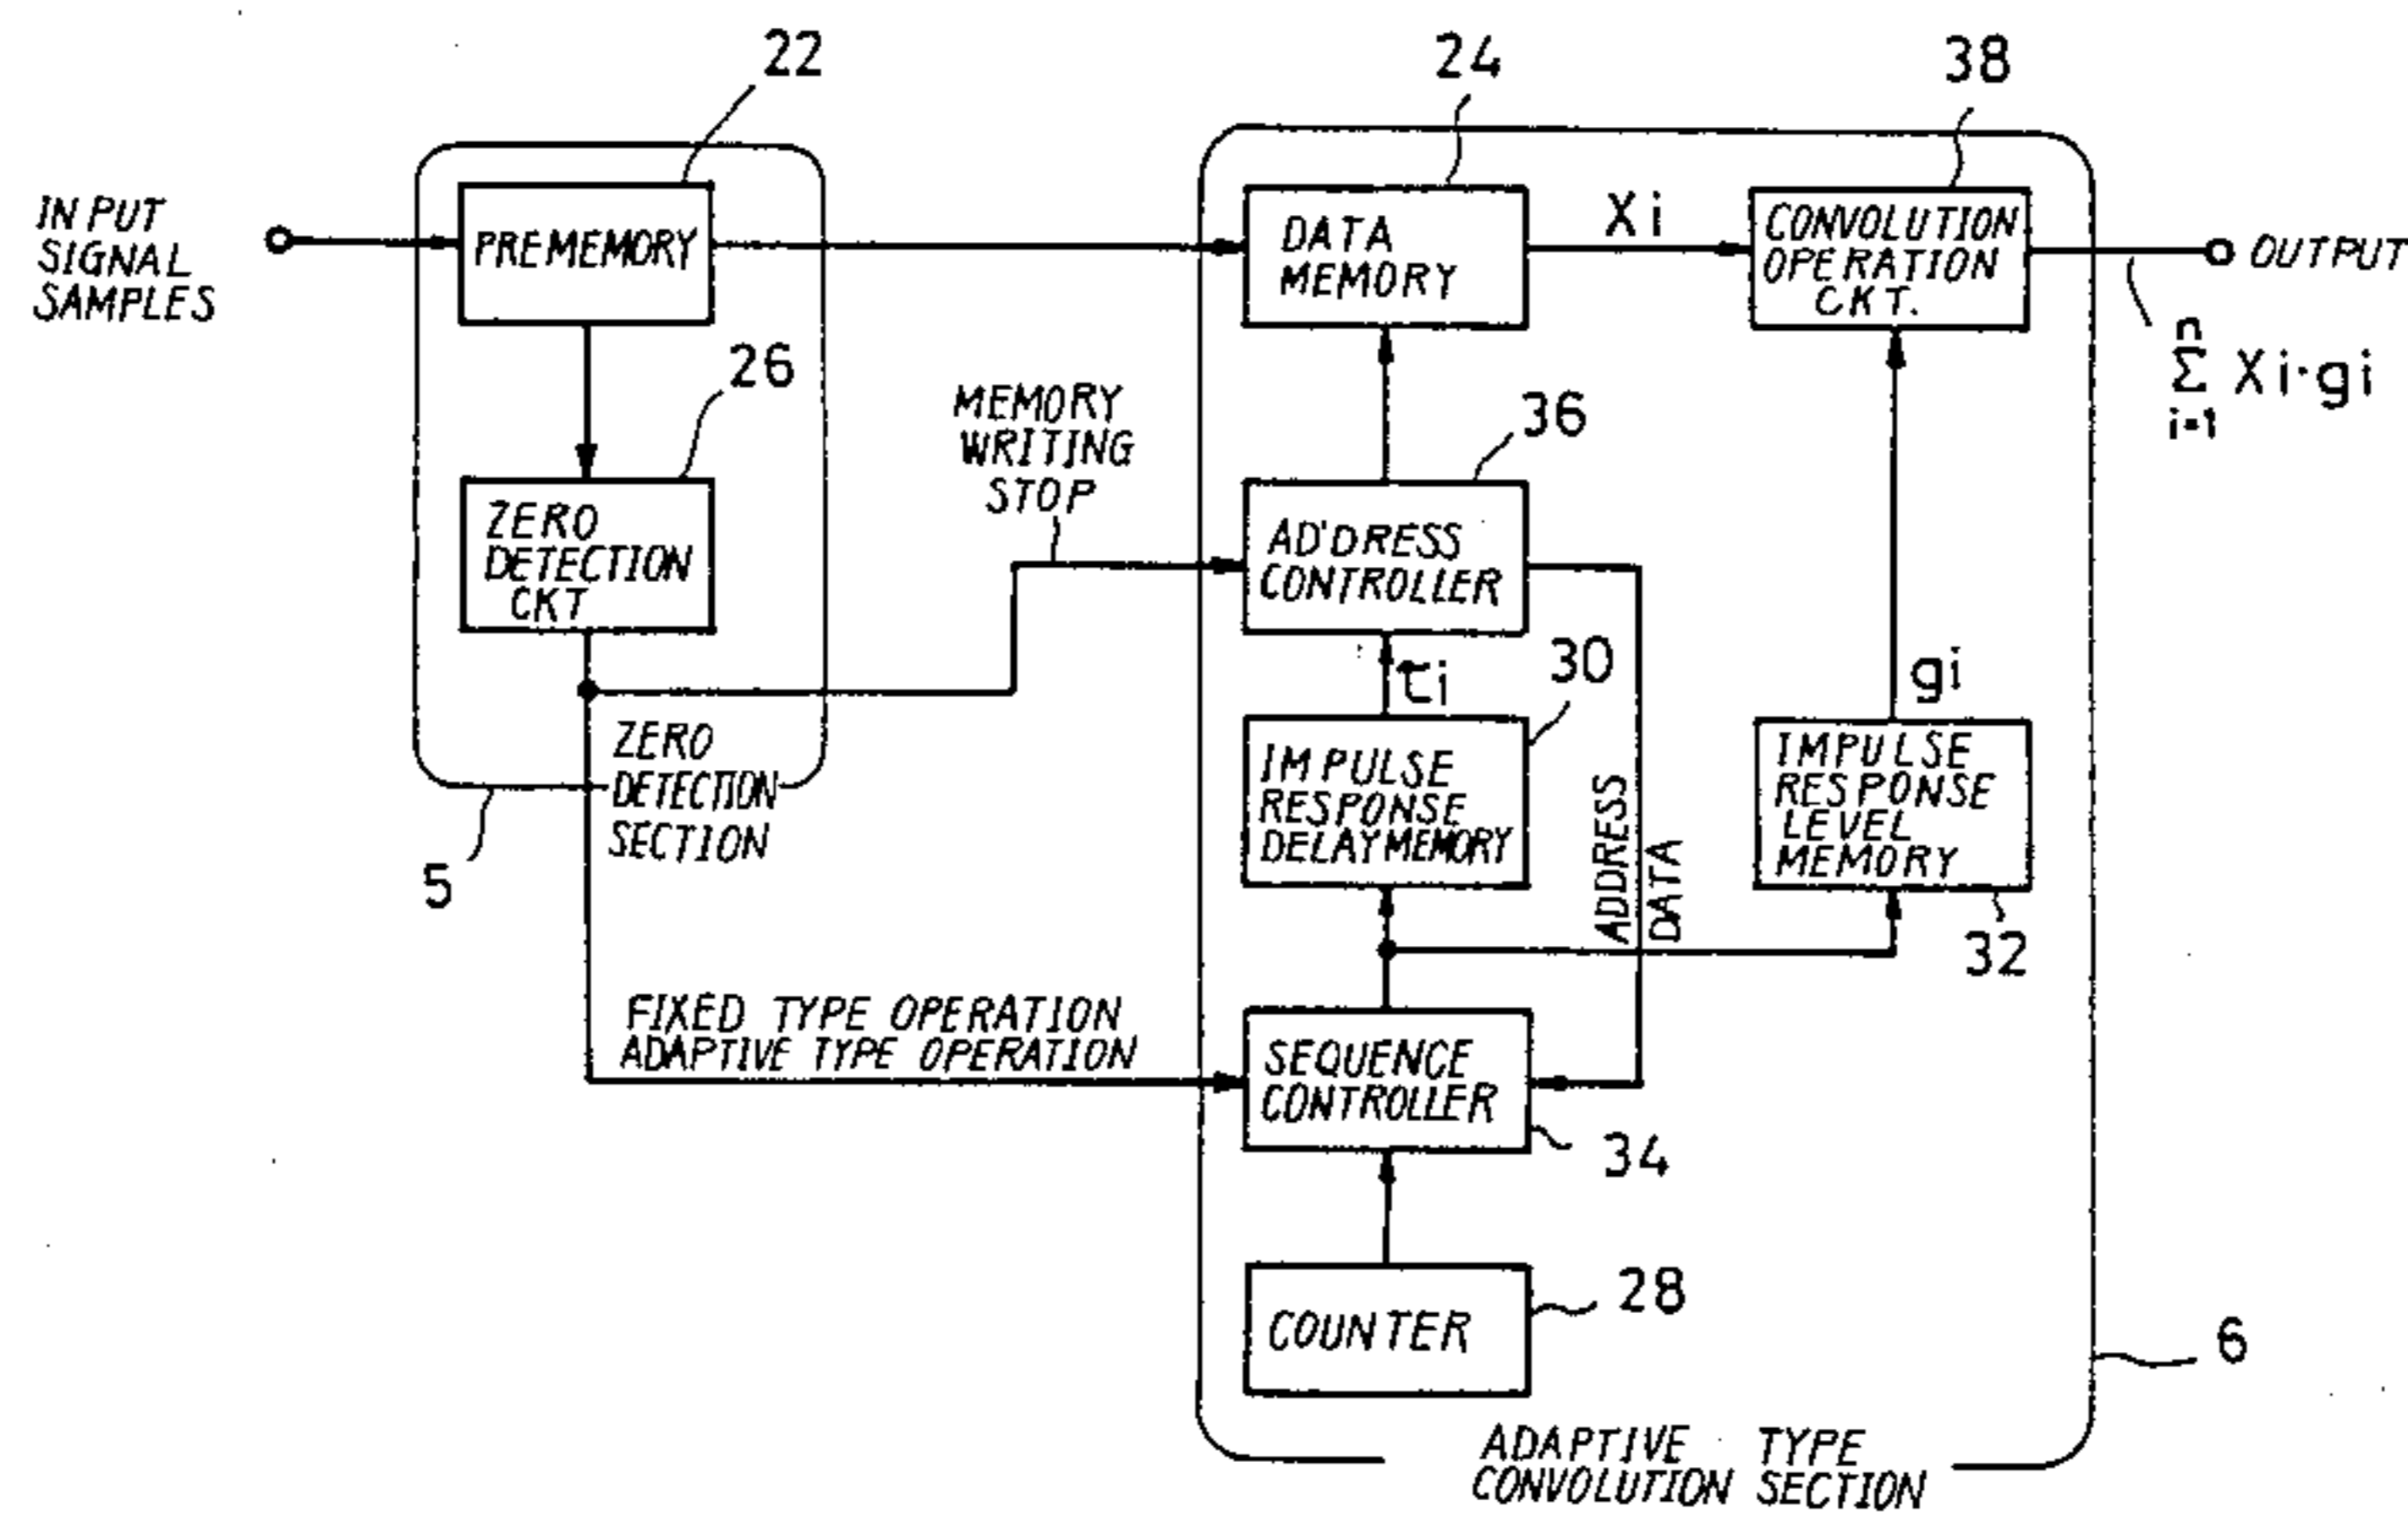 22
24
38
INPUT
SIGNAL
SAMPLES
PREMEMORY
DATA
MEMORY
Xi
CONVOLUTION
OPERATION
CKT.
OUTPUT
n
Σ Xi·gi
i=1
26
MEMORY
WRITING
STOP
36
ZERO
DETECTION
CKT
ADDRESS
CONTROLLER
τi
30
gi
ZERO
DETECTION
SECTION
5
IMPULSE
RESPONSE
DELAY MEMORY
ADDRESS
DATA
IMPULSE
RESPONSE
LEVEL
MEMORY
32
FIXED TYPE OPERATION
ADAPTIVE TYPE OPERATION
SEQUENCE
CONTROLLER
34
COUNTER
28
6
ADAPTIVE TYPE
CONVOLUTION SECTION